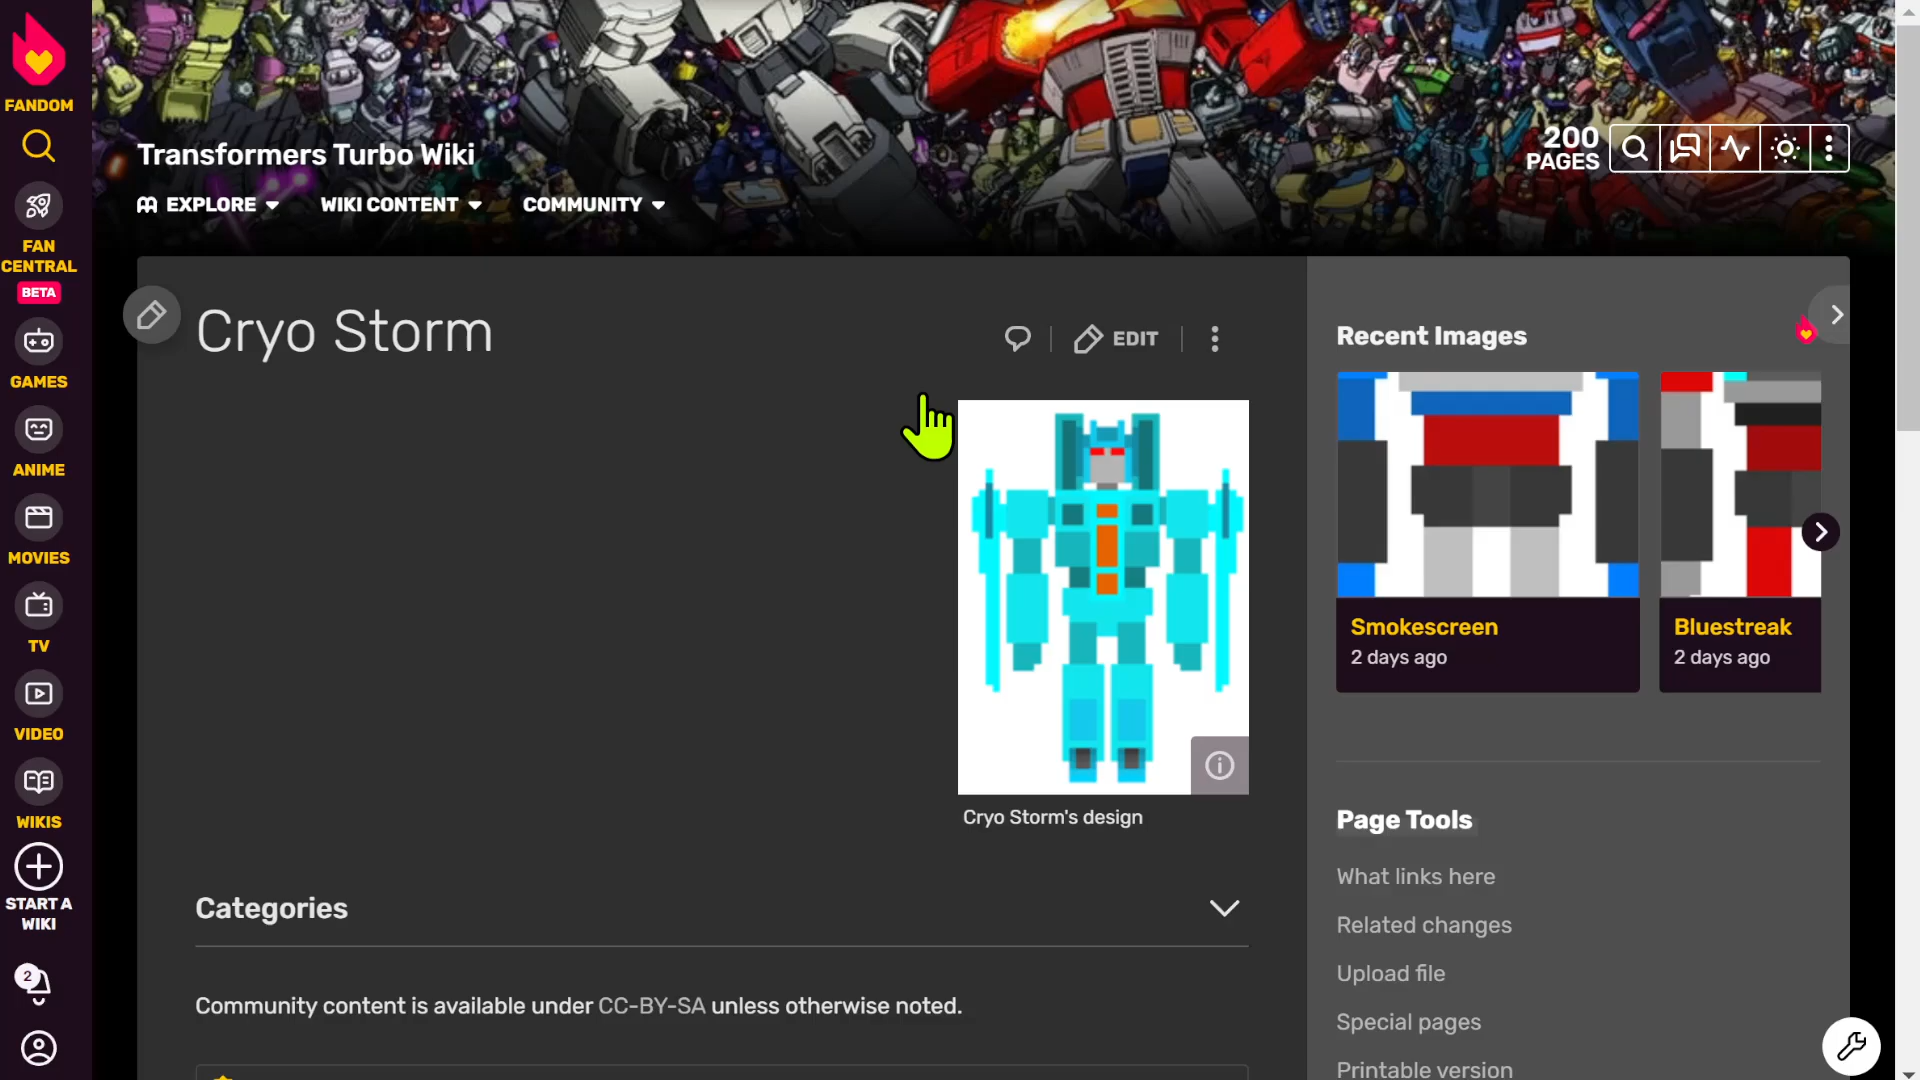 FANDOM
FAN
CENTRAL
BETA
GAMES
ANIME
MOVIES
TV
VIDEO
WIKIS
START A
WIKI
2
Transformers Turbo Wiki
200
PAGES
EXPLORE
WIKI CONTENT
COMMUNITY
Cryo Storm
EDIT
Cryo Storm's design
Categories
Community content is available under CC-BY-SA unless otherwise noted.
Recent Images
Smokescreen
2 days ago
Bluestreak
2 days ago
Page Tools
What links here
Related changes
Upload file
Special pages
Printable version